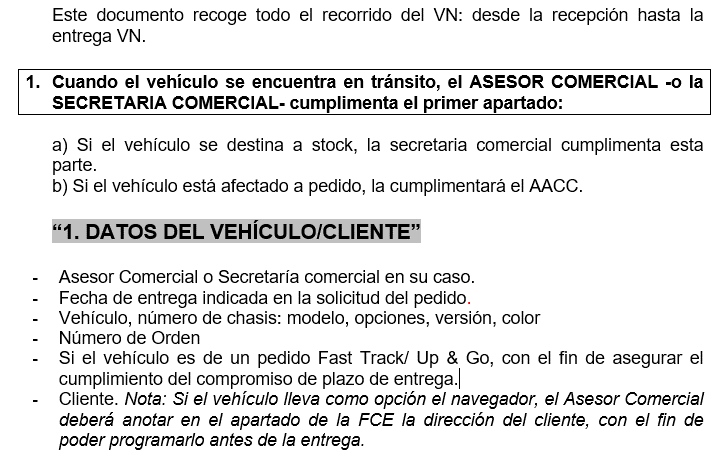 Este documento recoge todo el recorrido del VN: desde la recepción hasta la
entrega VN.
1. Cuando el vehículo se encuentra en tránsito, el ASESOR COMERCIAL -o la
SECRETARIA COMERCIAL- cumplimenta el primer apartado:
a) Si el vehículo se destina a stock, la secretaria comercial cumplimenta esta
parte.
b) Si el vehículo está afectado a pedido, la cumplimentará el AACC.
“1. DATOS DEL VEHÍCULO/CLIENTE”
- Asesor Comercial o Secretaría comercial en su caso.
- Fecha de entrega indicada en la solicitud del pedido.
- Vehículo, número de chasis: modelo, opciones, versión, color
- Número de Orden
- Si el vehículo es de un pedido Fast Track/ Up & Go, con el fin de asegurar el
cumplimiento del compromiso de plazo de entrega.
- Cliente. Nota: Si el vehículo lleva como opción el navegador, el Asesor Comercial
deberá anotar en el apartado de la FCE la dirección del cliente, con el fin de
poder programarlo antes de la entrega.